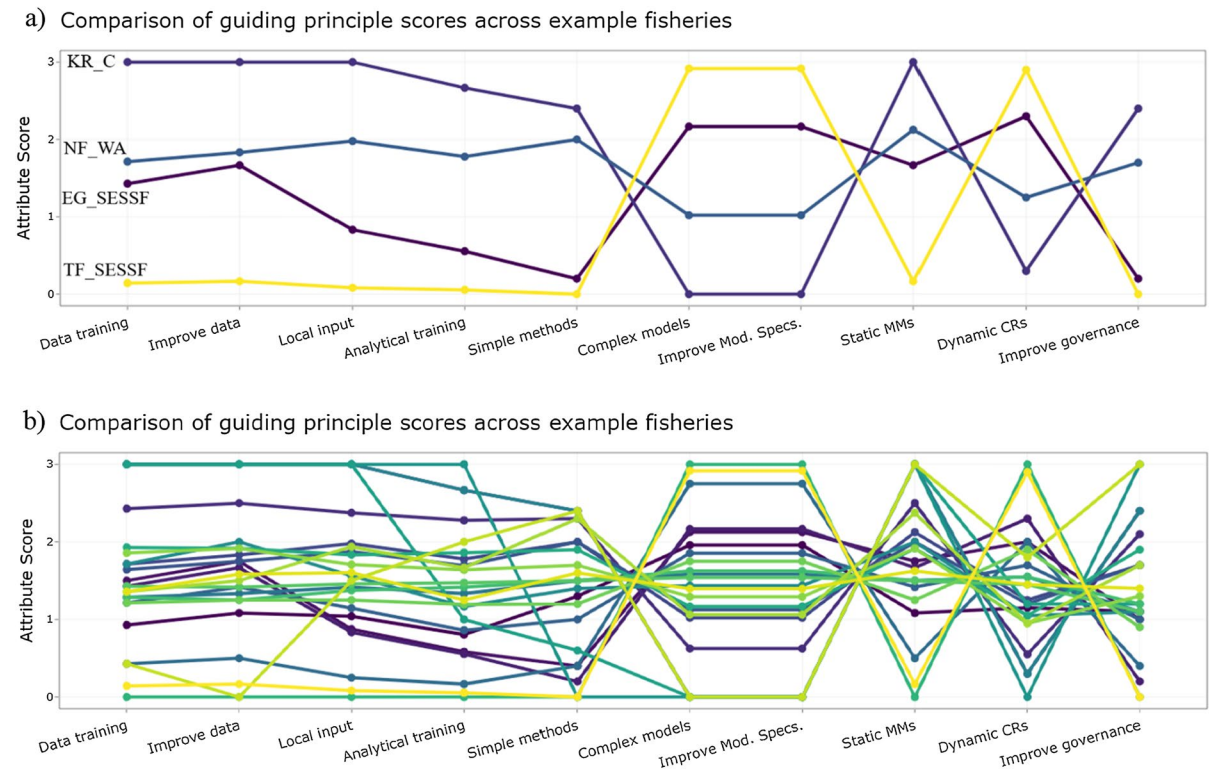 a) Comparison of guiding principle scores across example fisheries
Attribute Score
3
2
1
0
KR_C
NF_WA
EG_SESSF
TF_SESSF
Data training
Improve data
Local input
Analytical training
Simple methods
Complex models
Improve Mod. Specs.
Static MMs
Dynamic CRs
Improve governance
b) Comparison of guiding principle scores across example fisheries
Attribute Score
3
2
1
0
Data training
Improve data
Local input
Analytical training
Simple methods
Complex models
Improve Mod. Specs.
Static MMs
Dynamic CRs
Improve governance